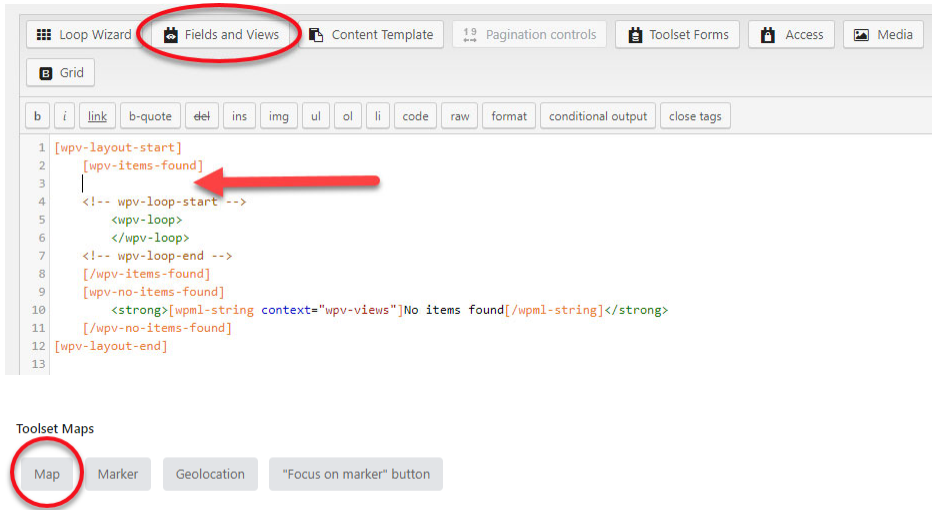 Loop Wizard Fields and Views Content Template 19 Pagination controls Toolset Forms Access Media
B Grid
b i link b-quote del ins img ul ol li code raw format conditional output close tags
1 [wpv-layout-start]
2 [wpv-items-found]
3
4 <!-- wpv-loop-start -->
5 <wpv-loop>
6 </wpv-loop>
7 <!-- wpv-loop-end -->
8 [/wpv-items-found]
9 [wpv-no-items-found]
10 <strong>[wpml-string context="wpv-views"]No items found[/wpml-string]</strong>
11 [/wpv-no-items-found]
12 [wpv-layout-end]
13
Toolset Maps
Map Marker Geolocation "Focus on marker" button